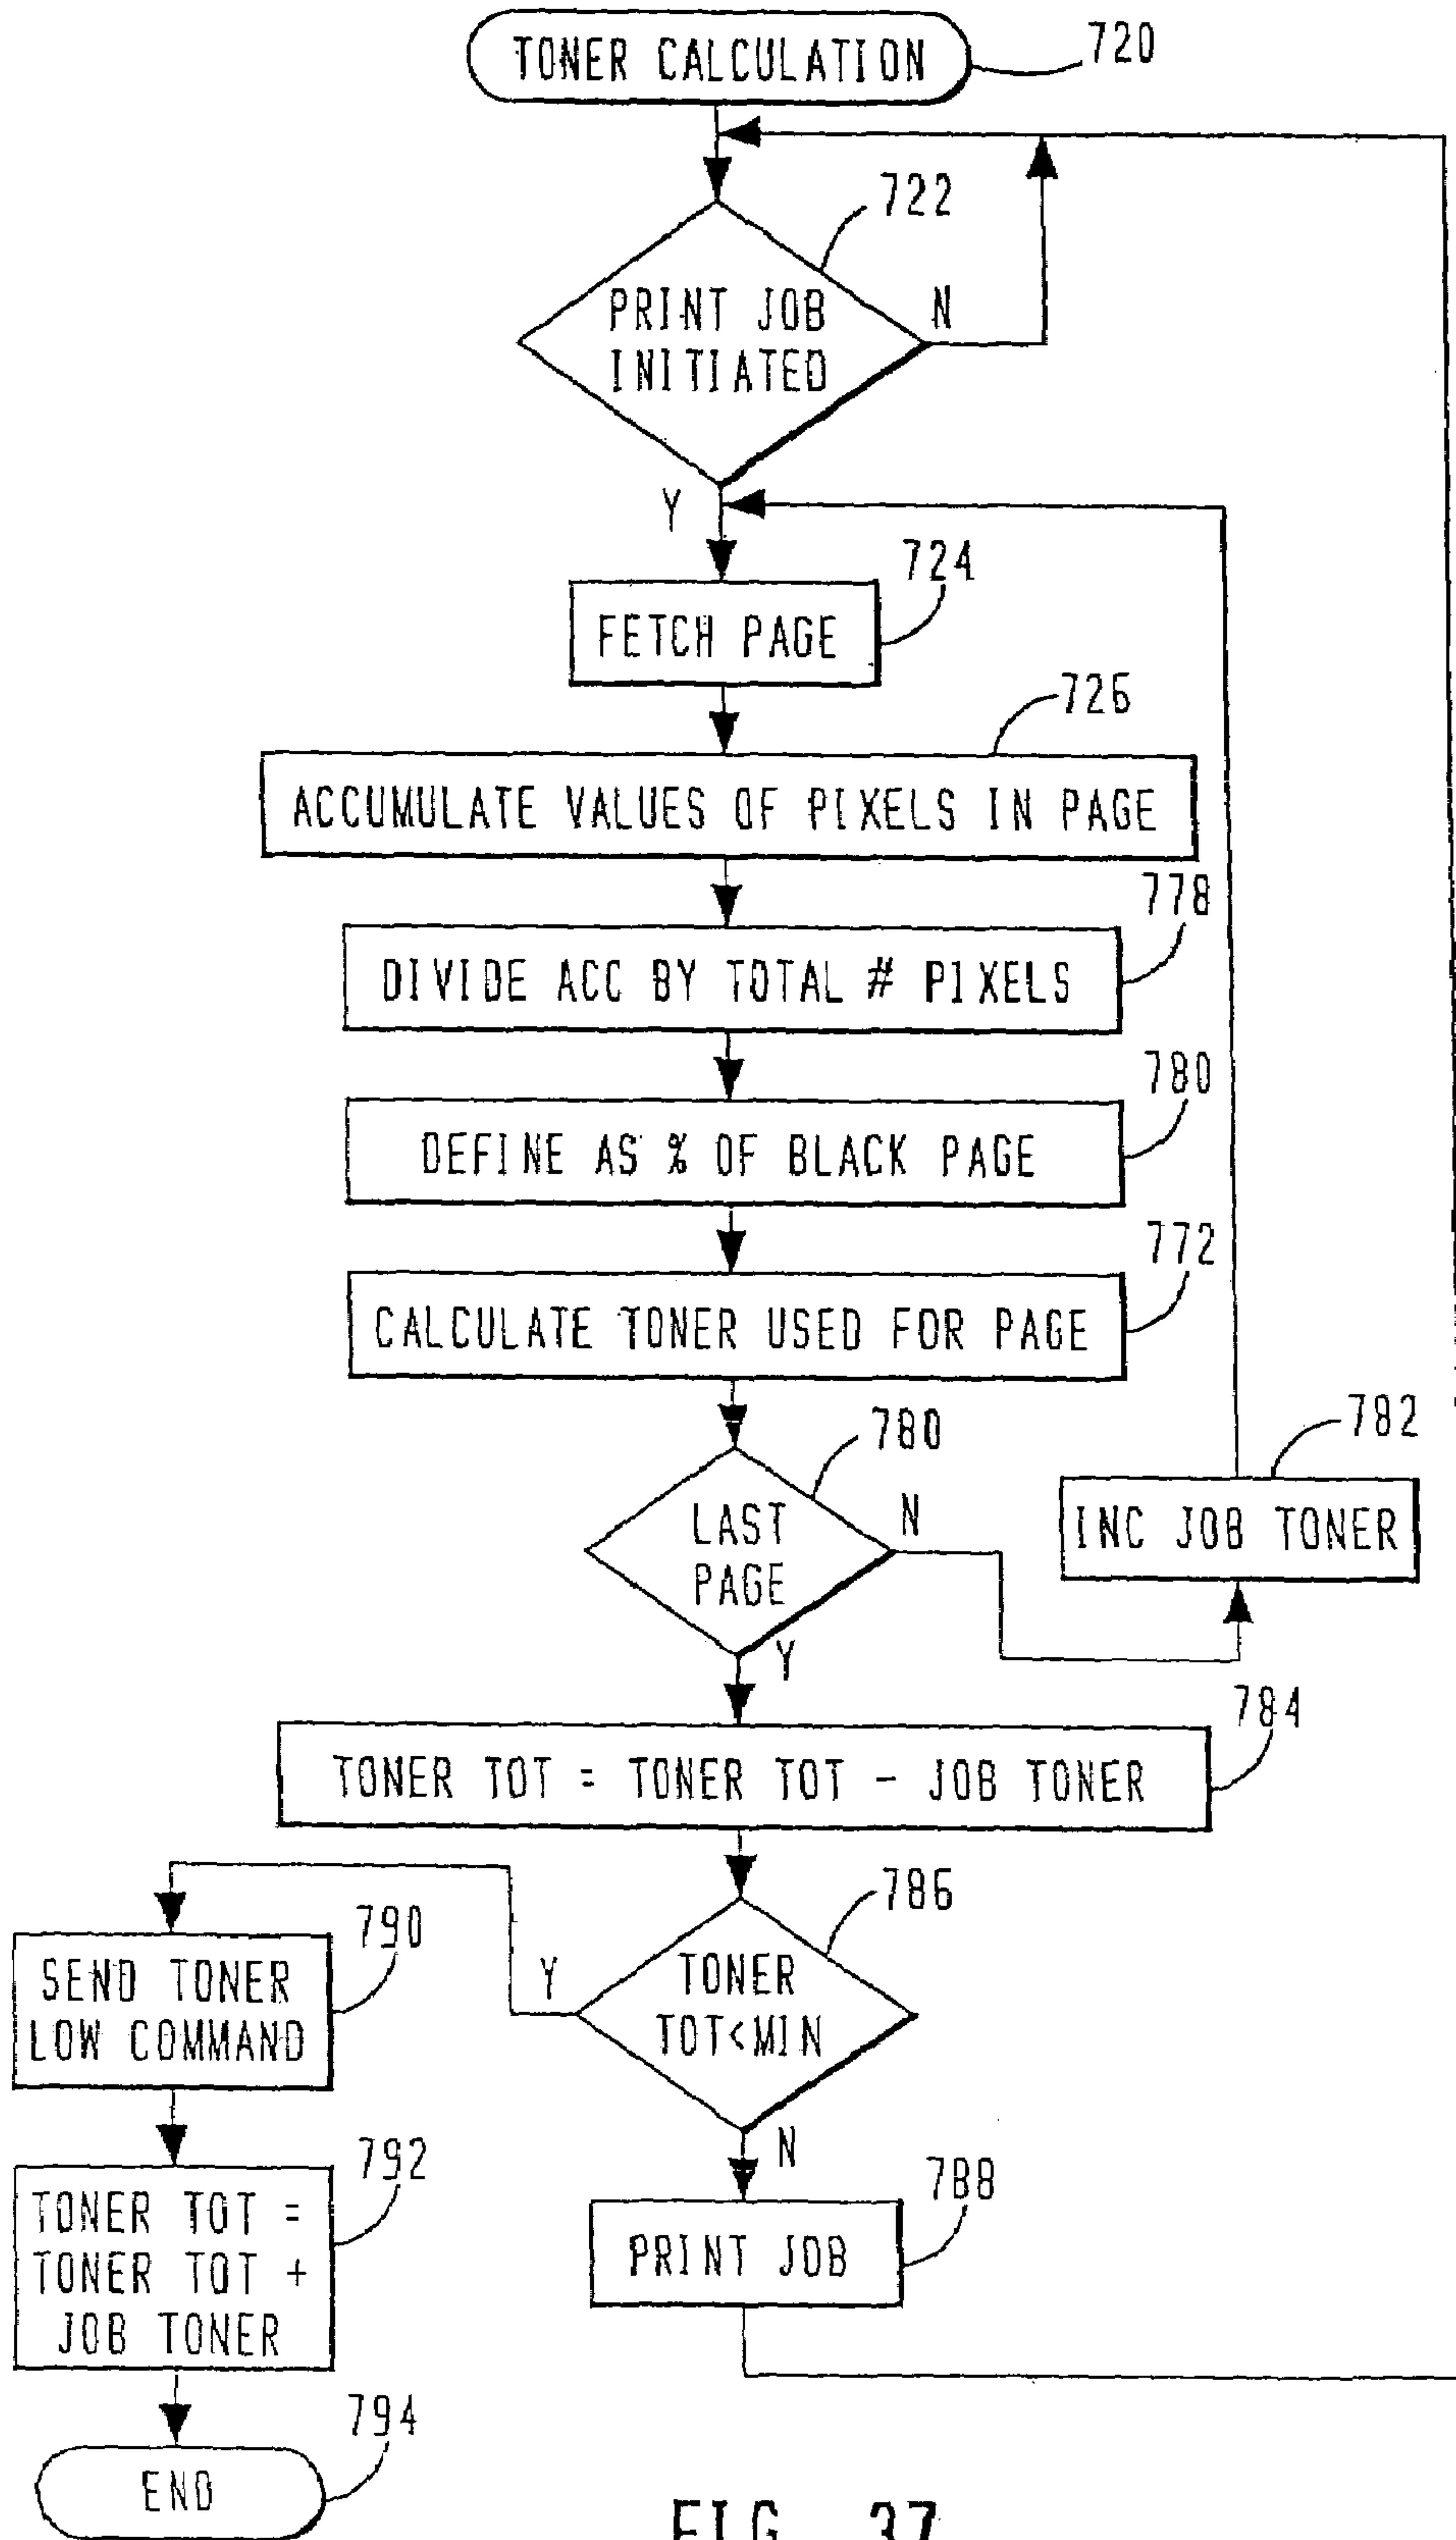 TONER CALCULATION
720
722
PRINT JOB
INITIATED
N
Y
724
FETCH PAGE
726
ACCUMULATE VALUES OF PIXELS IN PAGE
778
DIVIDE ACC BY TOTAL # PIXELS
780
DEFINE AS % OF BLACK PAGE
772
CALCULATE TONER USED FOR PAGE
780
LAST
PAGE
N
782
INC JOB TONER
Y
784
TONER TOT = TONER TOT - JOB TONER
786
TONER
TOT<MIN
Y
790
SEND TONER
LOW COMMAND
N
792
TONER TOT =
TONER TOT +
JOB TONER
788
PRINT JOB
794
END
FIG. 37